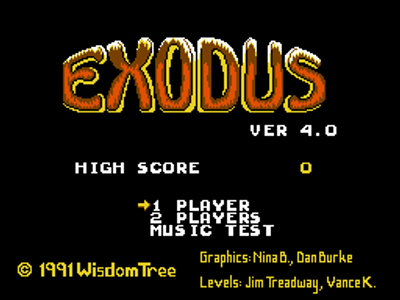 EXODUS
VER 4.0
HIGH SCORE 0
1 PLAYER
2 PLAYERS
MUSIC TEST
© 1991 Wisdom Tree
Graphics: Nina B., Dan Burke
Levels: Jim Treadway, Vance K.